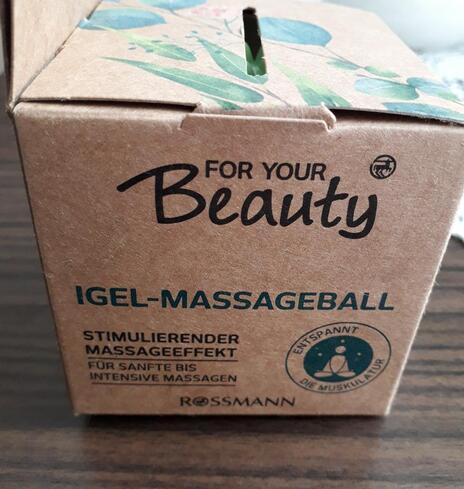 FOR YOUR
Beauty
IGEL-MASSAGEBALL
STIMULIERENDER
MASSAGEEFFEKT
FÜR SANFTE BIS
INTENSIVE MASSAGEN
ENTSPANNT
DIE MUSKULATUR
ROSSMANN